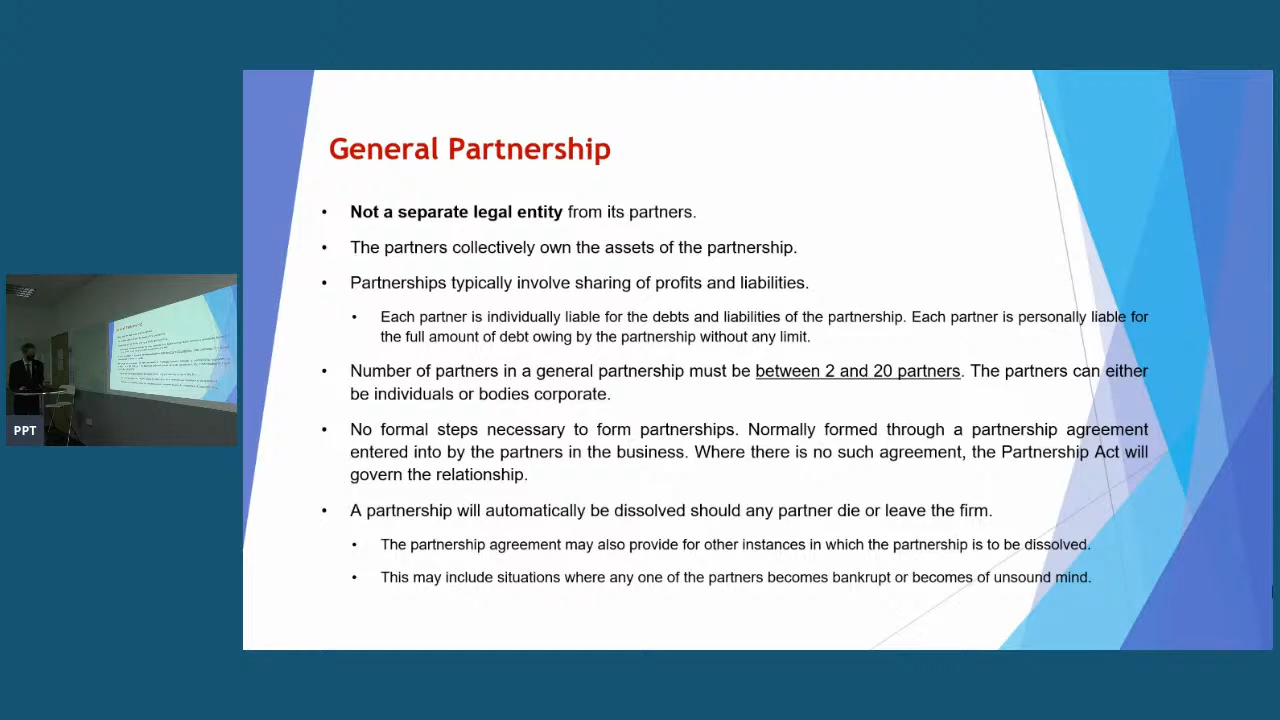 General Partnership
• Not a separate legal entity from its partners.
• The partners collectively own the assets of the partnership.
• Partnerships typically involve sharing of profits and liabilities.
• Each partner is individually liable for the debts and liabilities of the partnership. Each partner is personally liable for
the full amount of debt owing by the partnership without any limit.
• Number of partners in a general partnership must be between 2 and 20 partners. The partners can either
be individuals or bodies corporate.
• No formal steps necessary to form partnerships. Normally formed through a partnership agreement
entered into by the partners in the business. Where there is no such agreement, the Partnership Act will
govern the relationship.
• A partnership will automatically be dissolved should any partner die or leave the firm.
• The partnership agreement may also provide for other instances in which the partnership is to be dissolved.
• This may include situations where any one of the partners becomes bankrupt or becomes of unsound mind.
PPT